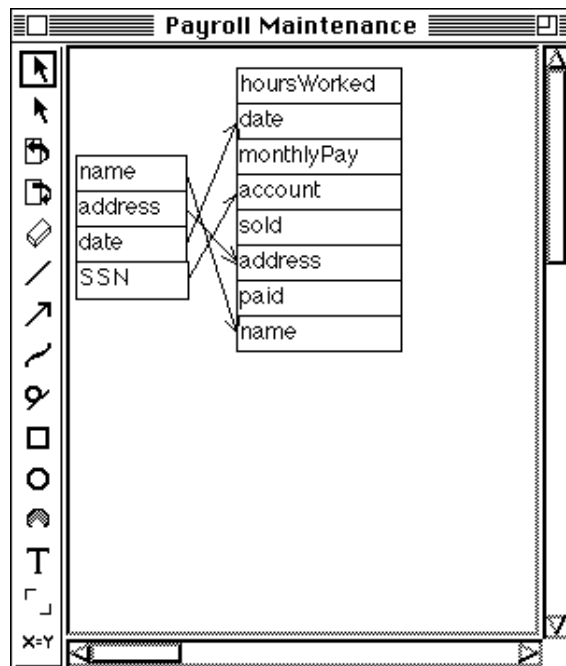 Payroll Maintenance
name
address
date
SSN
hoursWorked
date
monthlyPay
account
sold
address
paid
name
T
X=Y